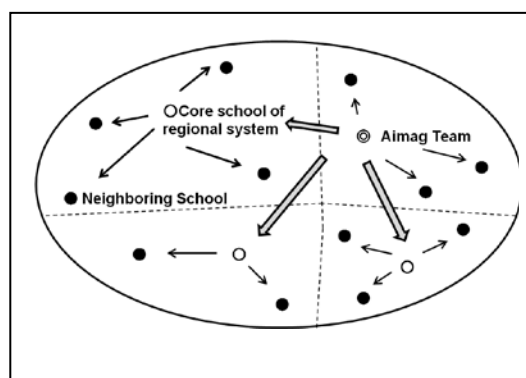 Core school of
regional system
Aimag Team
Neighboring School